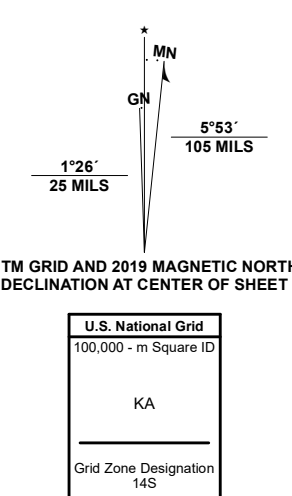 ★
MN
GN
5°53´
105 MILS
1°26´
25 MILS
TM GRID AND 2019 MAGNETIC NORTH
DECLINATION AT CENTER OF SHEET
U.S. National Grid
100,000 - m Square ID
KA
Grid Zone Designation
14S